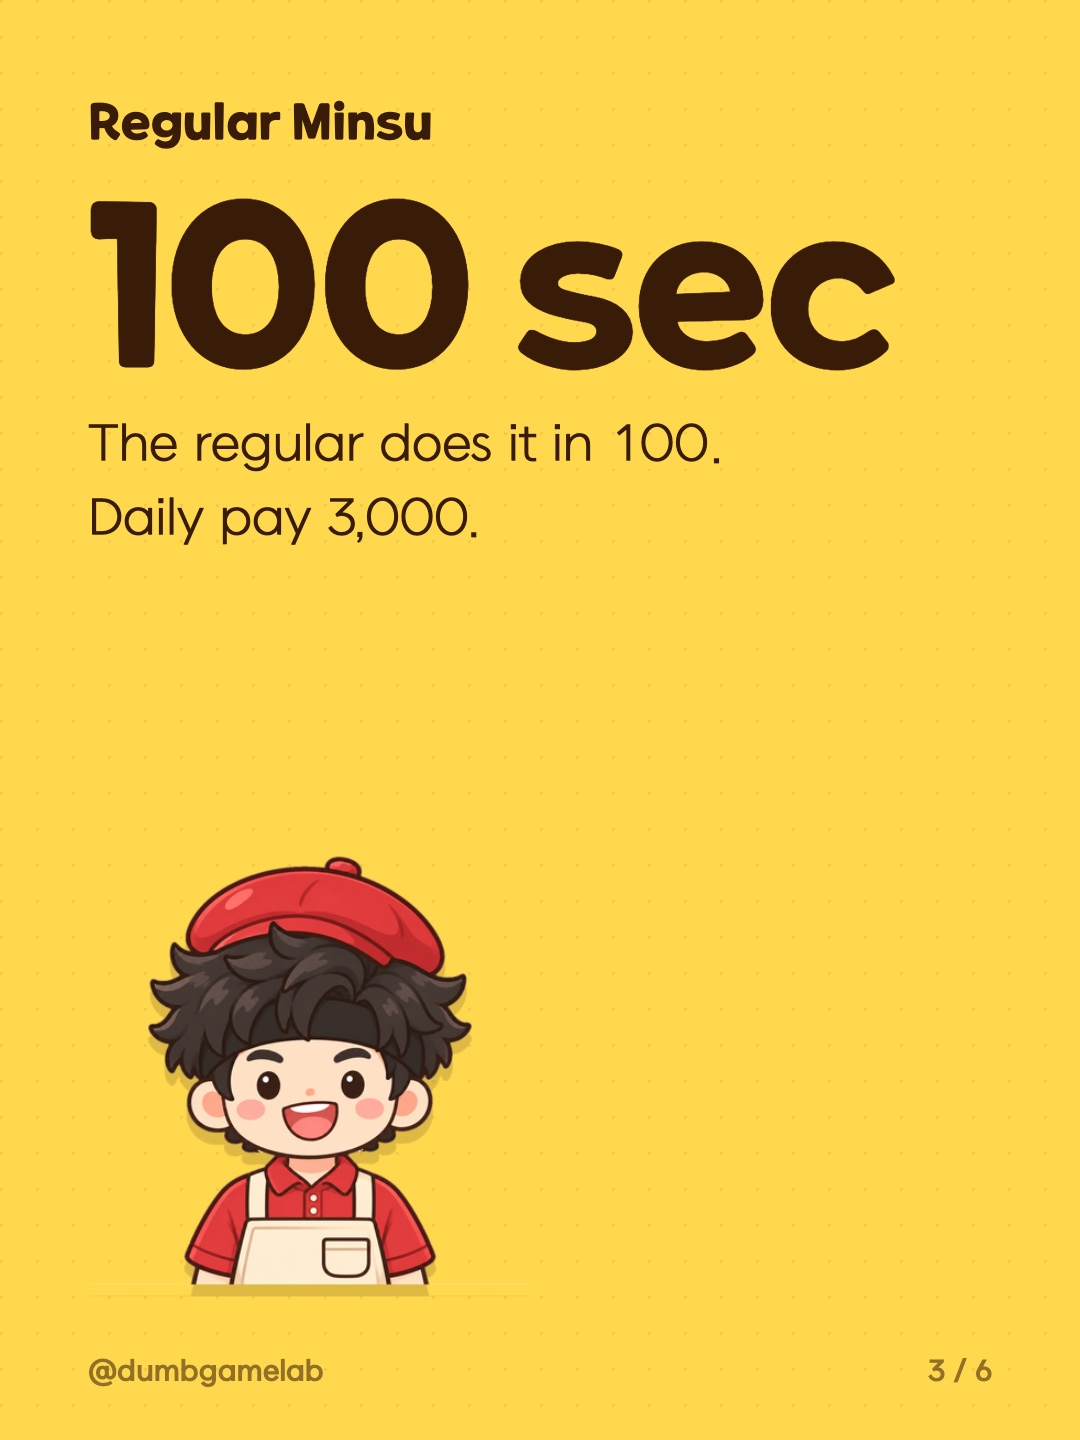 Regular Minsu
100 sec
The regular does it in 100.
Daily pay 3,000.
@dumbgamelab
3 / 6